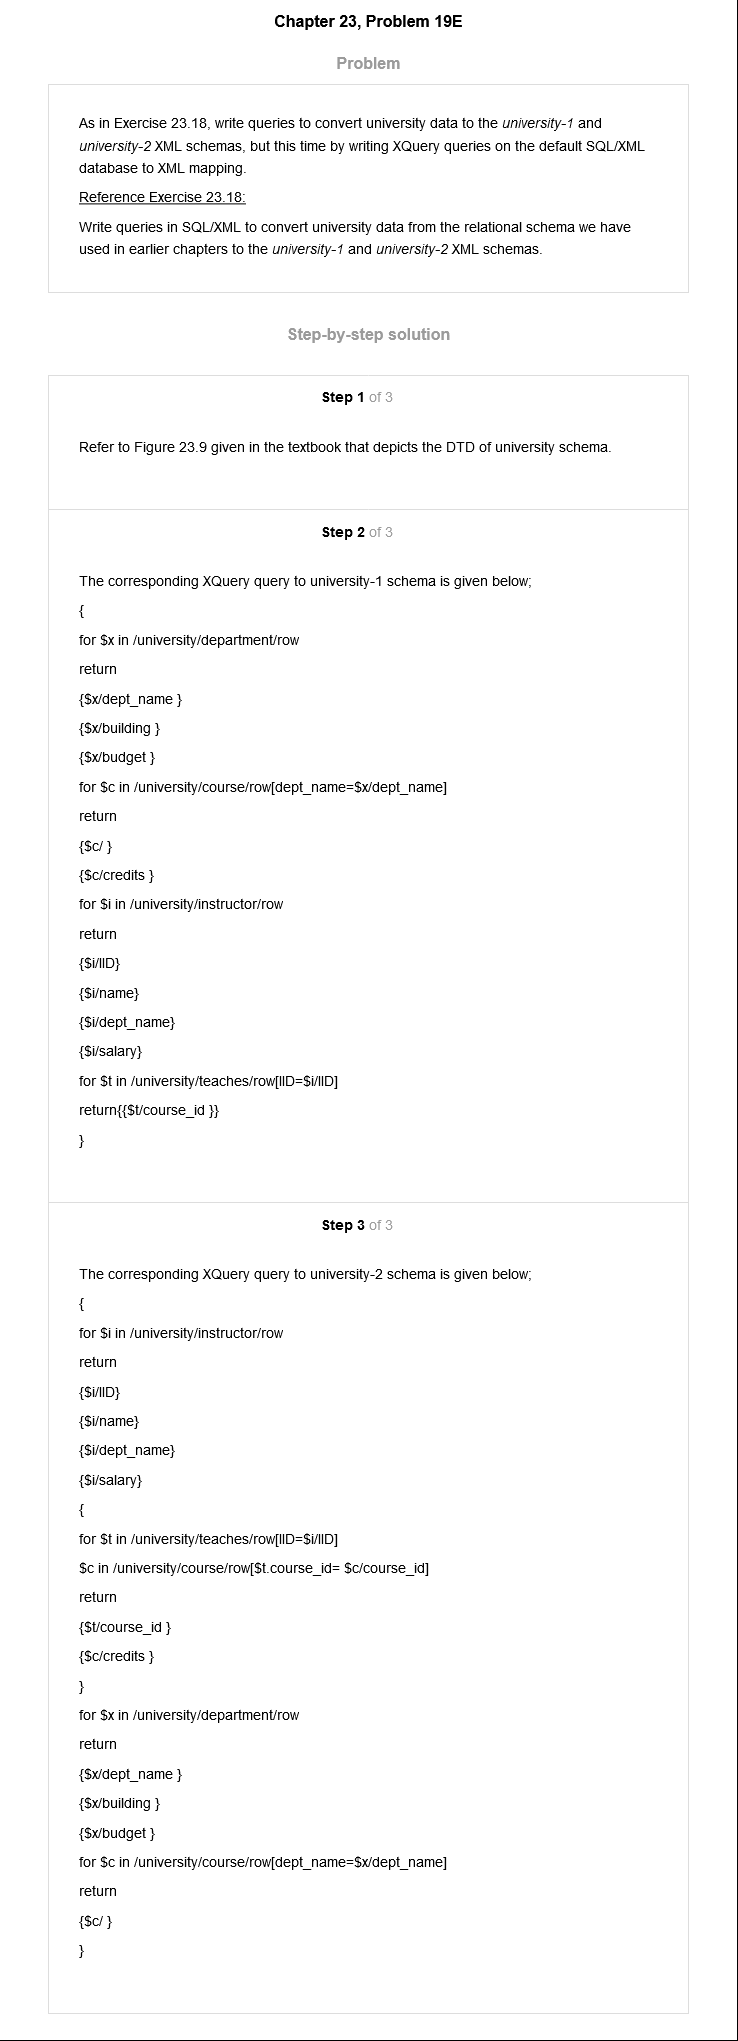 Chapter 23, Problem 19E
Problem
As in Exercise 23.18, write queries to convert university data to the university-1 and
university-2 XML schemas, but this time by writing XQuery queries on the default SQL/XML
database to XML mapping.
Reference Exercise 23.18:
Write queries in SQL/XML to convert university data from the relational schema we have
used in earlier chapters to the university-1 and university-2 XML schemas.
Step-by-step solution
Step 1 of 3
Refer to Figure 23.9 given in the textbook that depicts the DTD of university schema.
Step 2 of 3
The corresponding XQuery query to university-1 schema is given below;
{
for $x in /university/department/row
return
{$x/dept_name }
{$x/building }
{$x/budget }
for $c in /university/course/row[dept_name=$x/dept_name]
return
{$c/ }
{$c/credits }
for $i in /university/instructor/row
return
{$i/IID}
{$i/name}
{$i/dept_name}
{$i/salary}
for $t in /university/teaches/row[IID=$i/IID]
return{{$t/course_id }}
}
Step 3 of 3
The corresponding XQuery query to university-2 schema is given below;
{
for $i in /university/instructor/row
return
{$i/IID}
{$i/name}
{$i/dept_name}
{$i/salary}
{
for $t in /university/teaches/row[IID=$i/IID]
$c in /university/course/row[$t.course_id= $c/course_id]
return
{$t/course_id }
{$c/credits }
}
for $x in /university/department/row
return
{$x/dept_name }
{$x/building }
{$x/budget }
for $c in /university/course/row[dept_name=$x/dept_name]
return
{$c/ }
}